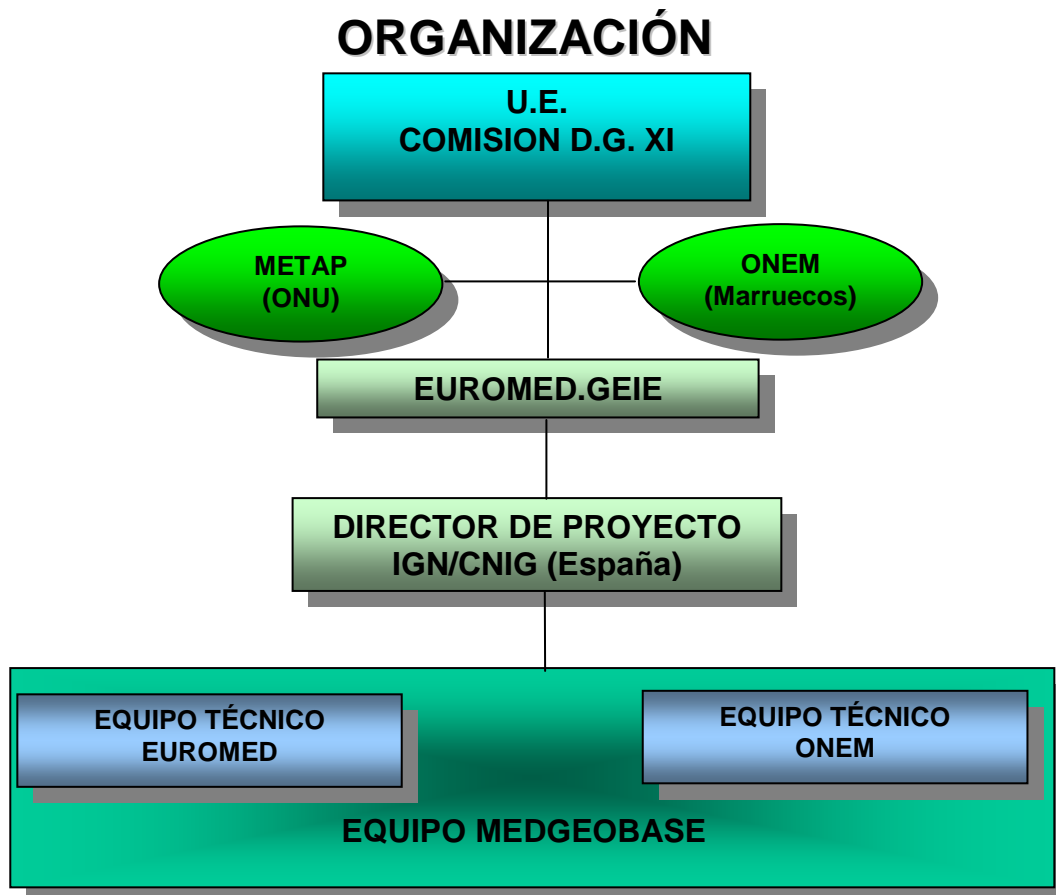 ORGANIZACIÓN
U.E.
COMISION D.G. XI
METAP
(ONU)
ONEM
(Marruecos)
EUROMED.GEIE
DIRECTOR DE PROYECTO
IGN/CNIG (España)
EQUIPO TÉCNICO
EUROMED
EQUIPO TÉCNICO
ONEM
EQUIPO MEDGEOBASE